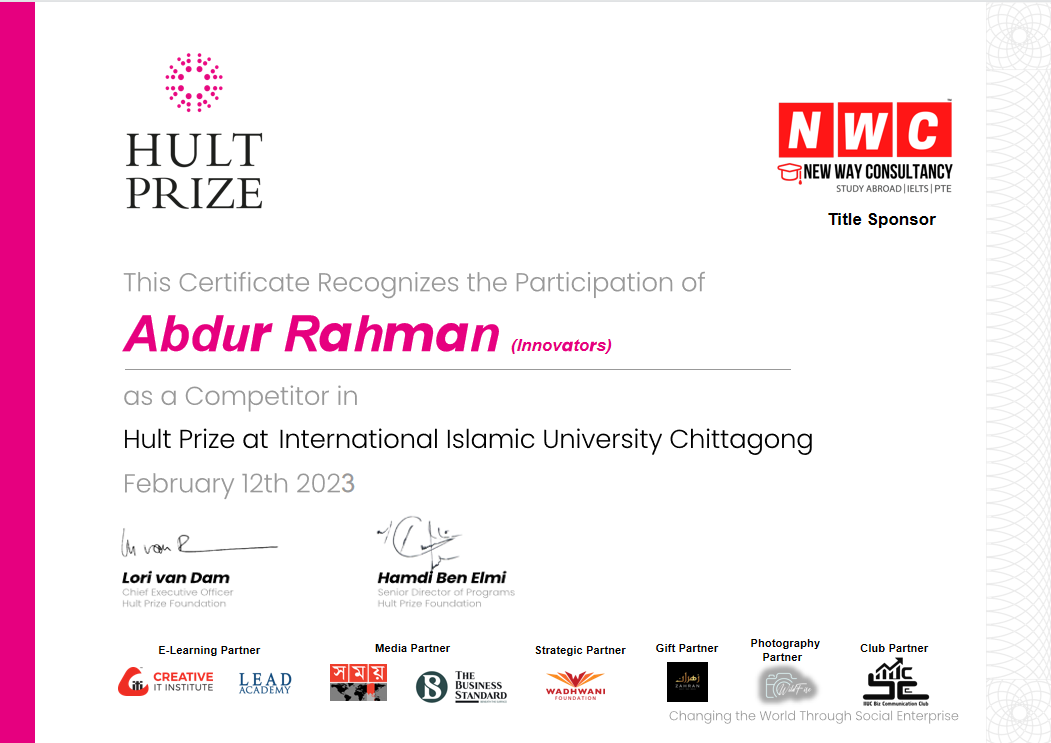 HULT
PRIZE
NWC
™
NEW WAY CONSULTANCY
STUDY ABROAD | IELTS | PTE
Title Sponsor
This Certificate Recognizes the Participation of
Abdur Rahman (Innovators)
as a Competitor in
Hult Prize at International Islamic University Chittagong
February 12th 2023
Lori van Dam
Chief Executive Officer
Hult Prize Foundation
Hamdi Ben Elmi
Senior Director of Programs
Hult Prize Foundation
E-Learning Partner
CREATIVE
IT INSTITUTE
LEAD
ACADEMY
Media Partner
সময়
THE
BUSINESS
STANDARD
Strategic Partner
WADHWANI
FOUNDATION
Gift Partner
ZAHRAN
Photography
Partner
Club Partner
IIUC Biz Communication Club
Changing the World Through Social Enterprise